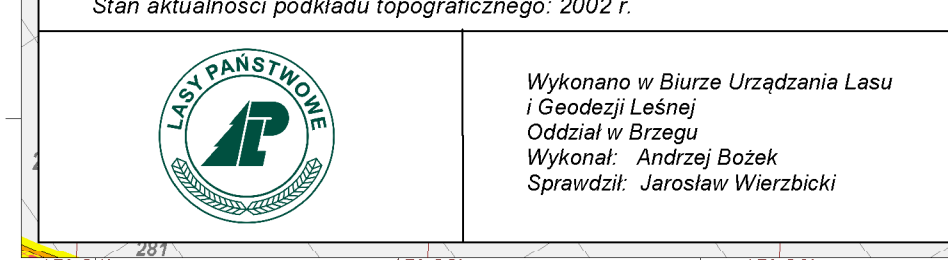 Stan aktualności podkładu topograficznego: 2002 r.
LASY PAŃSTWOWE
LP
Wykonano w Biurze Urządzania Lasu
i Geodezji Leśnej
Oddział w Brzegu
Wykonał: Andrzej Bożek
Sprawdził: Jarosław Wierzbicki
281